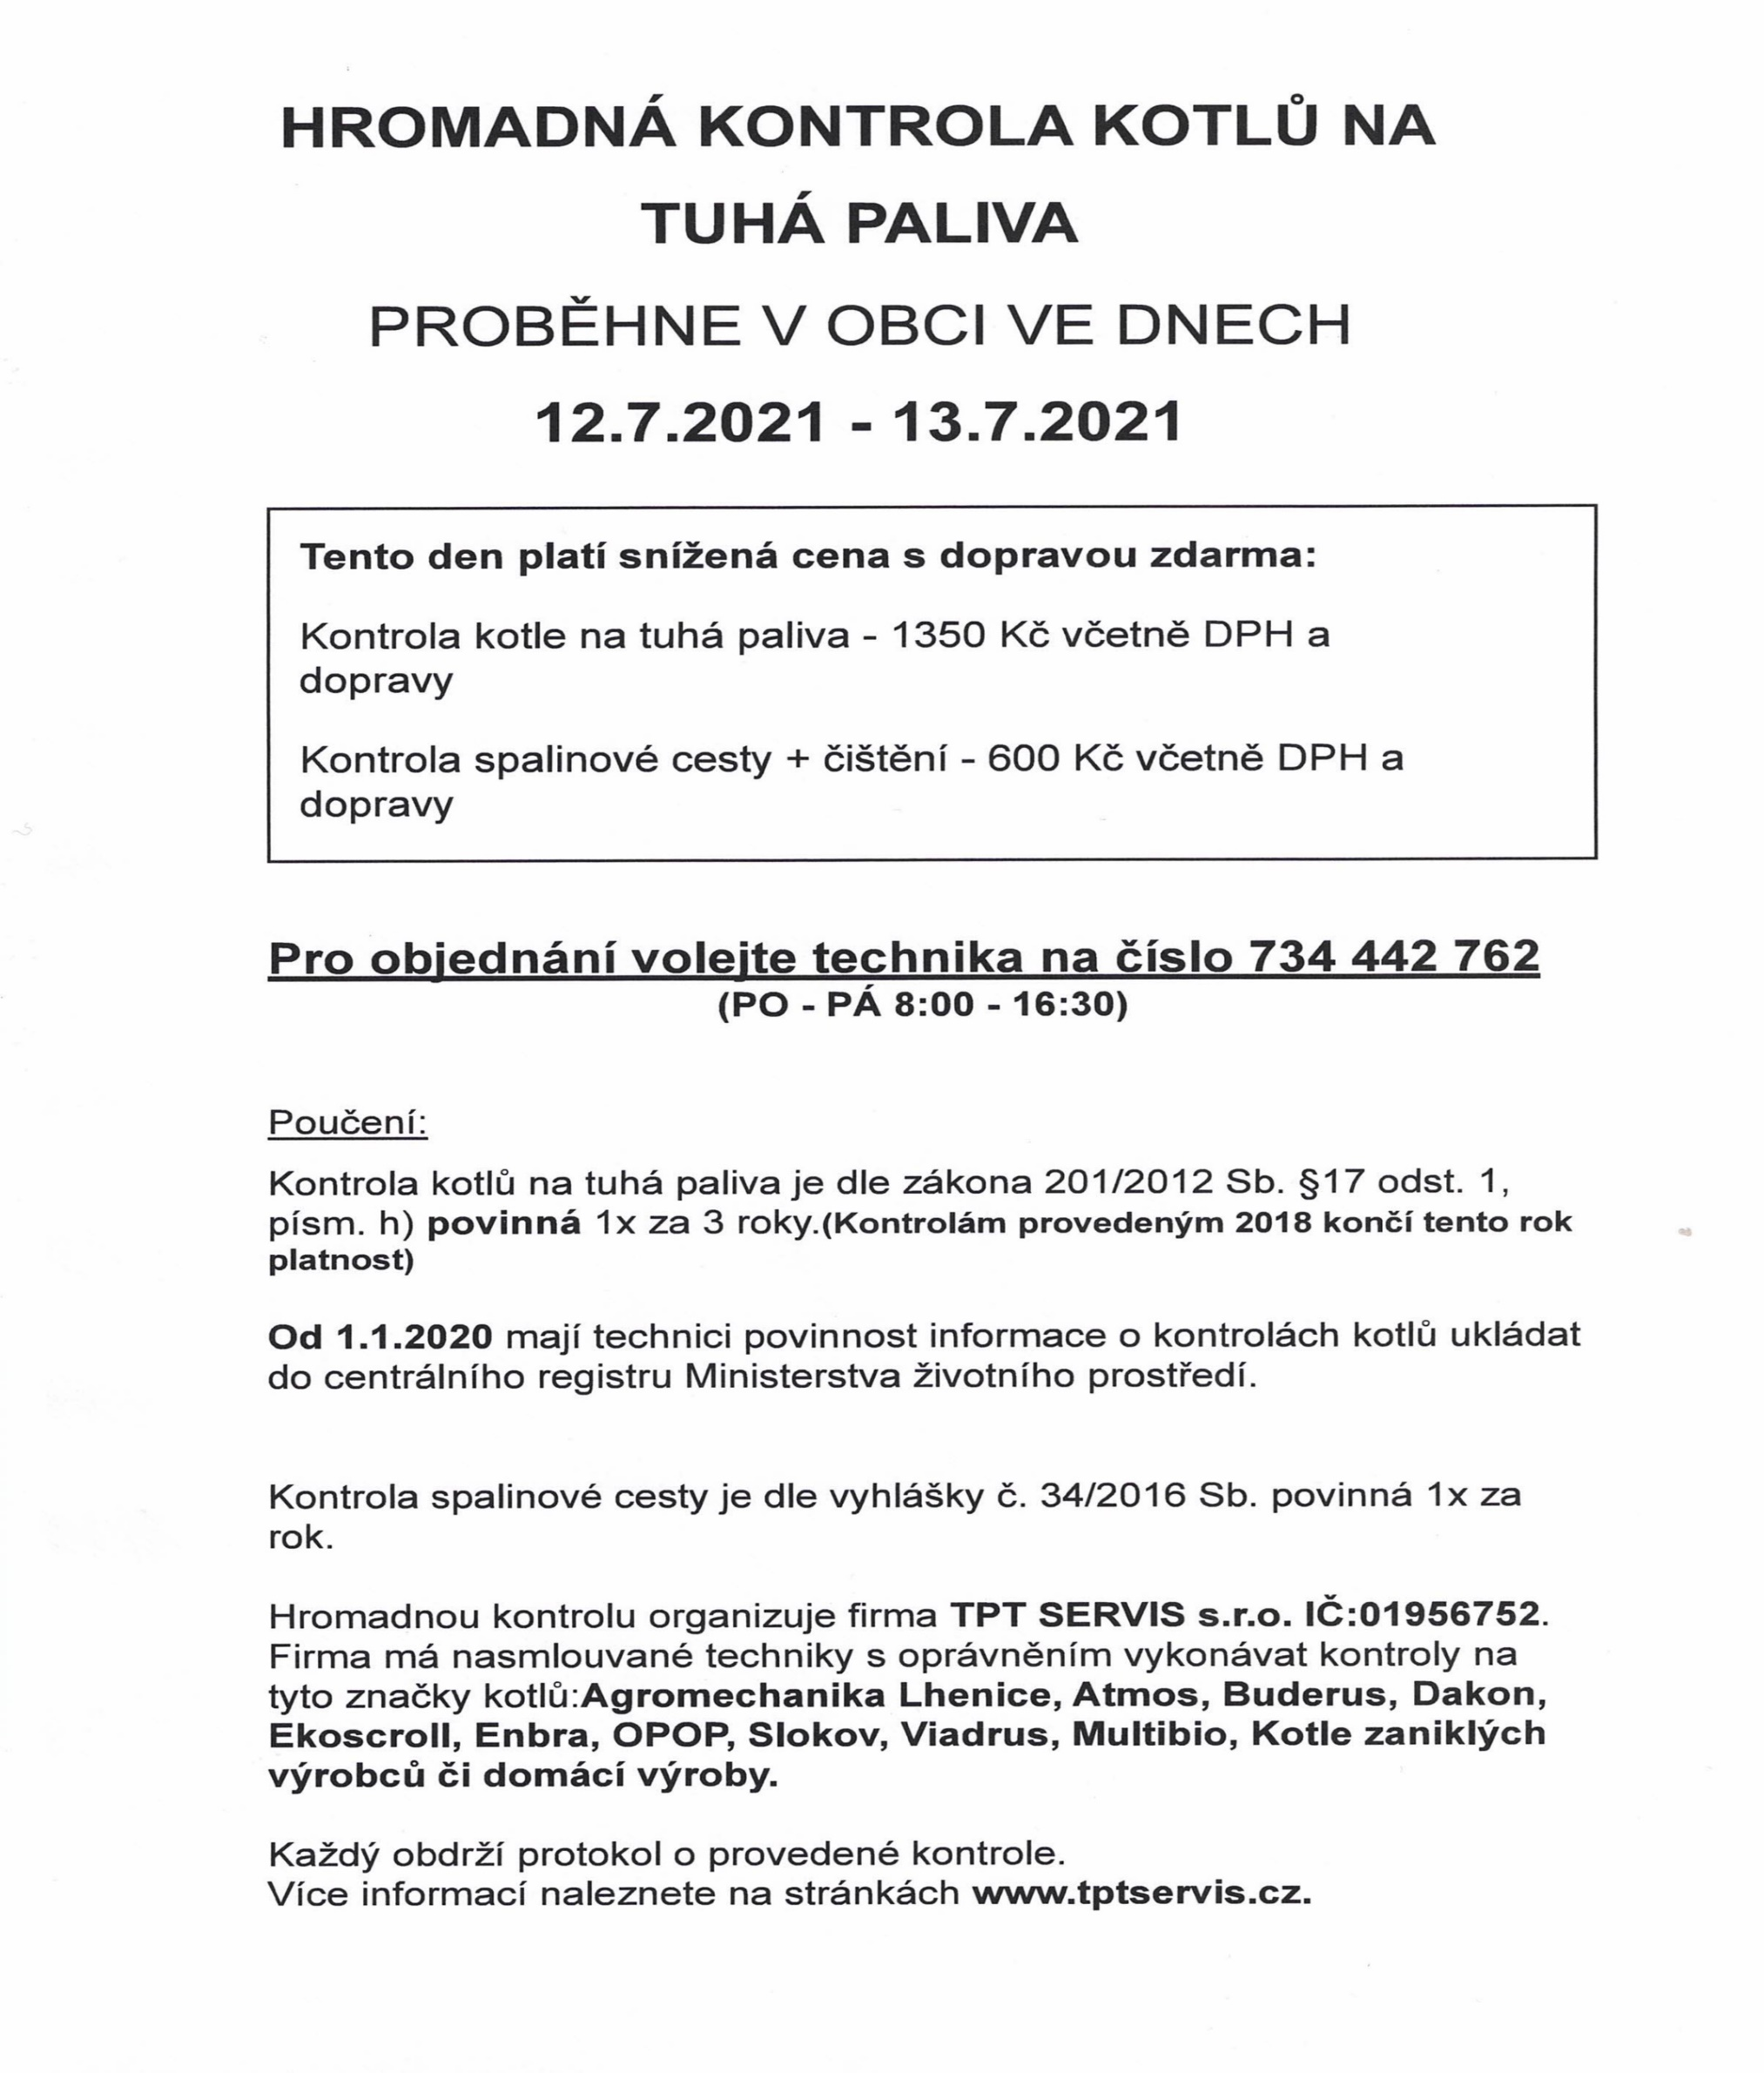 HROMADNÁ KONTROLA KOTLŮ NA
TUHÁ PALIVA
PROBĚHNE V OBCI VE DNECH
12.7.2021 - 13.7.2021
Tento den platí snížená cena s dopravou zdarma:
Kontrola kotle na tuhá paliva - 1350 Kč včetně DPH a
dopravy
Kontrola spalinové cesty + čištění - 600 Kč včetně DPH a
dopravy
Pro objednání volejte technika na číslo 734 442 762
(PO - PÁ 8:00 - 16:30)
Poučení:
Kontrola kotlů na tuhá paliva je dle zákona 201/2012 Sb. §17 odst. 1,
písm. h) povinná 1x za 3 roky.(Kontrolám provedeným 2018 končí tento rok
platnost)
Od 1.1.2020 mají technici povinnost informace o kontrolách kotlů ukládat
do centrálního registru Ministerstva životního prostředí.
Kontrola spalinové cesty je dle vyhlášky č. 34/2016 Sb. povinná 1x za
rok.
Hromadnou kontrolu organizuje firma TPT SERVIS s.r.o. IČ:01956752.
Firma má nasmlouvané techniky s oprávněním vykonávat kontroly na
tyto značky kotlů:Agromechanika Lhenice, Atmos, Buderus, Dakon,
Ekoscroll, Enbra, OPOP, Slokov, Viadrus, Multibio, Kotle zaniklých
výrobců či domácí výroby.
Každý obdrží protokol o provedené kontrole.
Více informací naleznete na stránkách www.tptservis.cz.